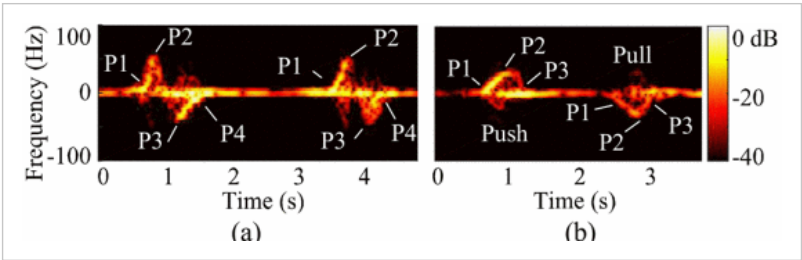 100
Frequency (Hz)
0
-100
P1
P2
P3
P4
P1
P2
P3
P4
0 1 2 3 4
Time (s)
(a)
P1
P2
P3
Push
Pull
P1
P2
P3
0 1 2 3
Time (s)
(b)
0 dB
-20
-40